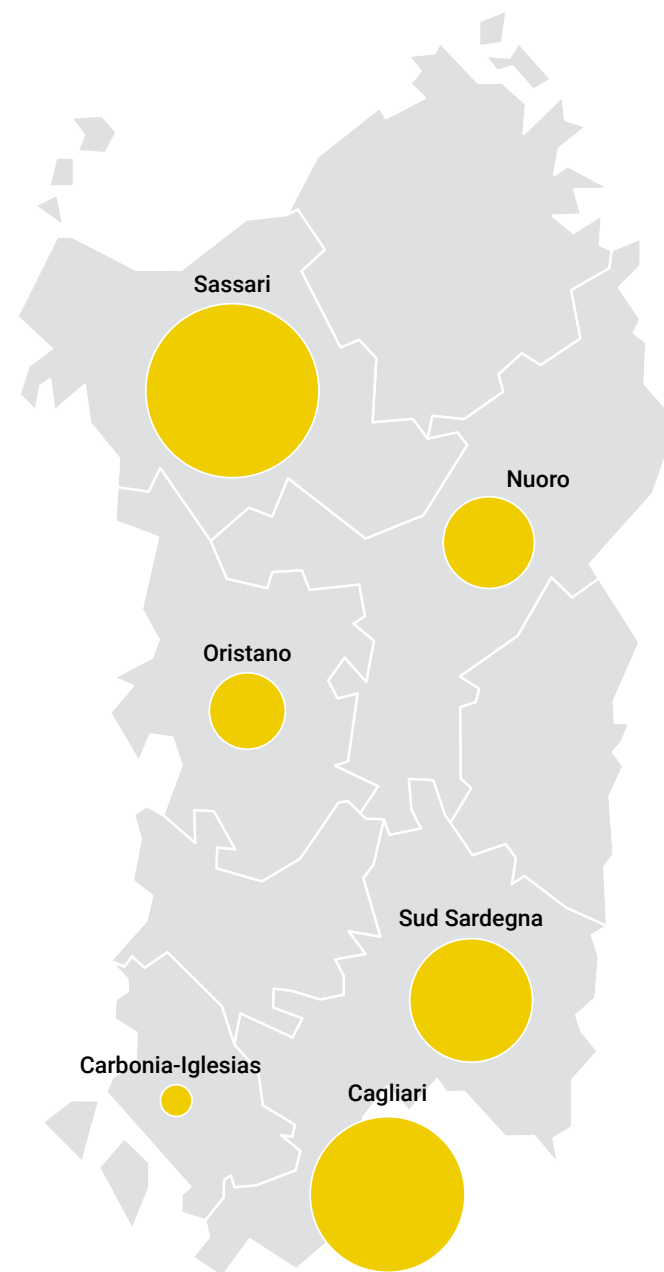 Sassari
Nuoro
Oristano
Sud Sardegna
Carbonia-Iglesias
Cagliari